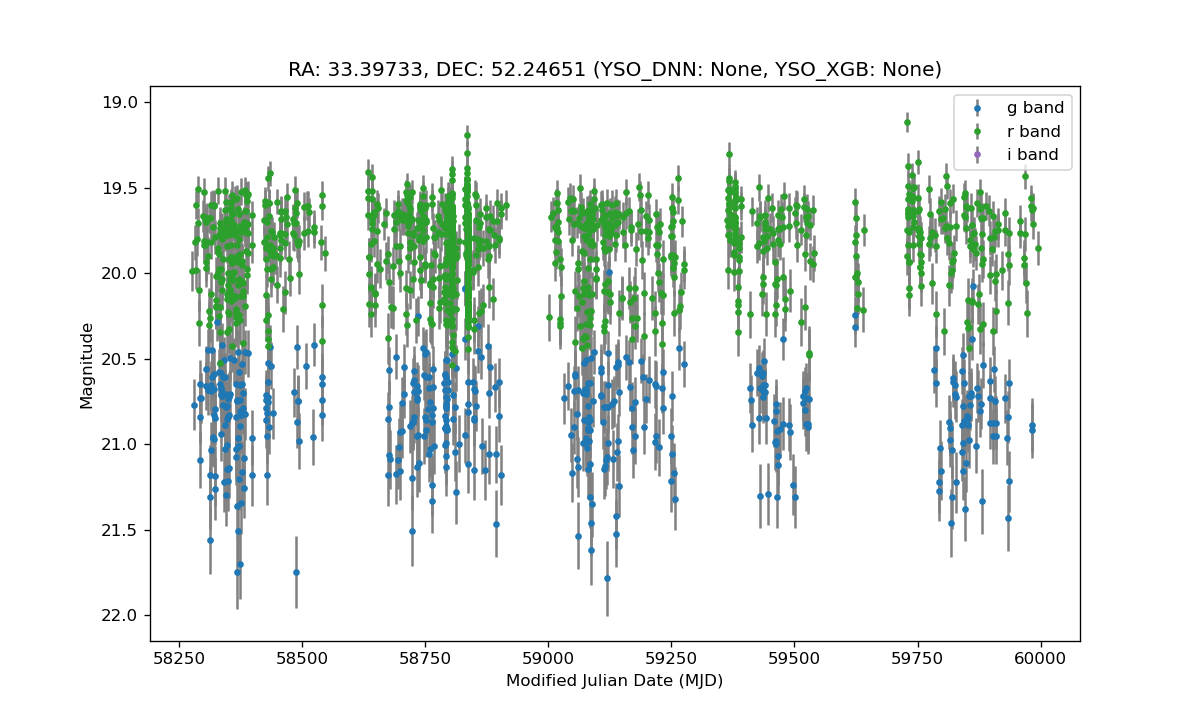 RA: 33.39733, DEC: 52.24651 (YSO_DNN: None, YSO_XGB: None)
g band
r band
i band
Magnitude
19.0
19.5
20.0
20.5
21.0
21.5
22.0
58250 58500 58750 59000 59250 59500 59750 60000
Modified Julian Date (MJD)